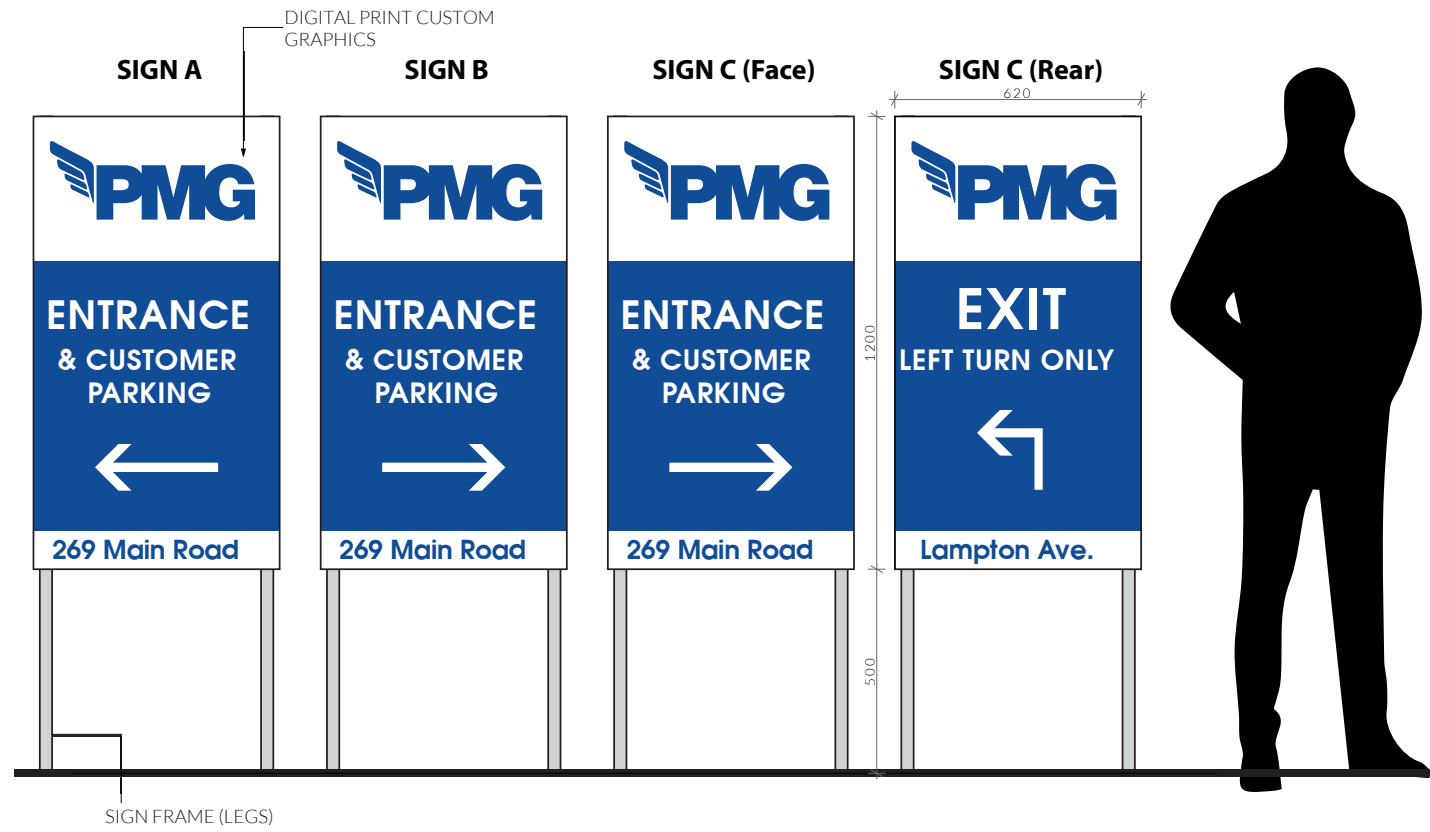 DIGITAL PRINT CUSTOM
GRAPHICS
SIGN A
SIGN B
SIGN C (Face)
SIGN C (Rear)
620
PMG
ENTRANCE
& CUSTOMER
PARKING
269 Main Road
PMG
ENTRANCE
& CUSTOMER
PARKING
269 Main Road
PMG
ENTRANCE
& CUSTOMER
PARKING
269 Main Road
1200
500
PMG
EXIT
LEFT TURN ONLY
Lampton Ave.
SIGN FRAME (LEGS)